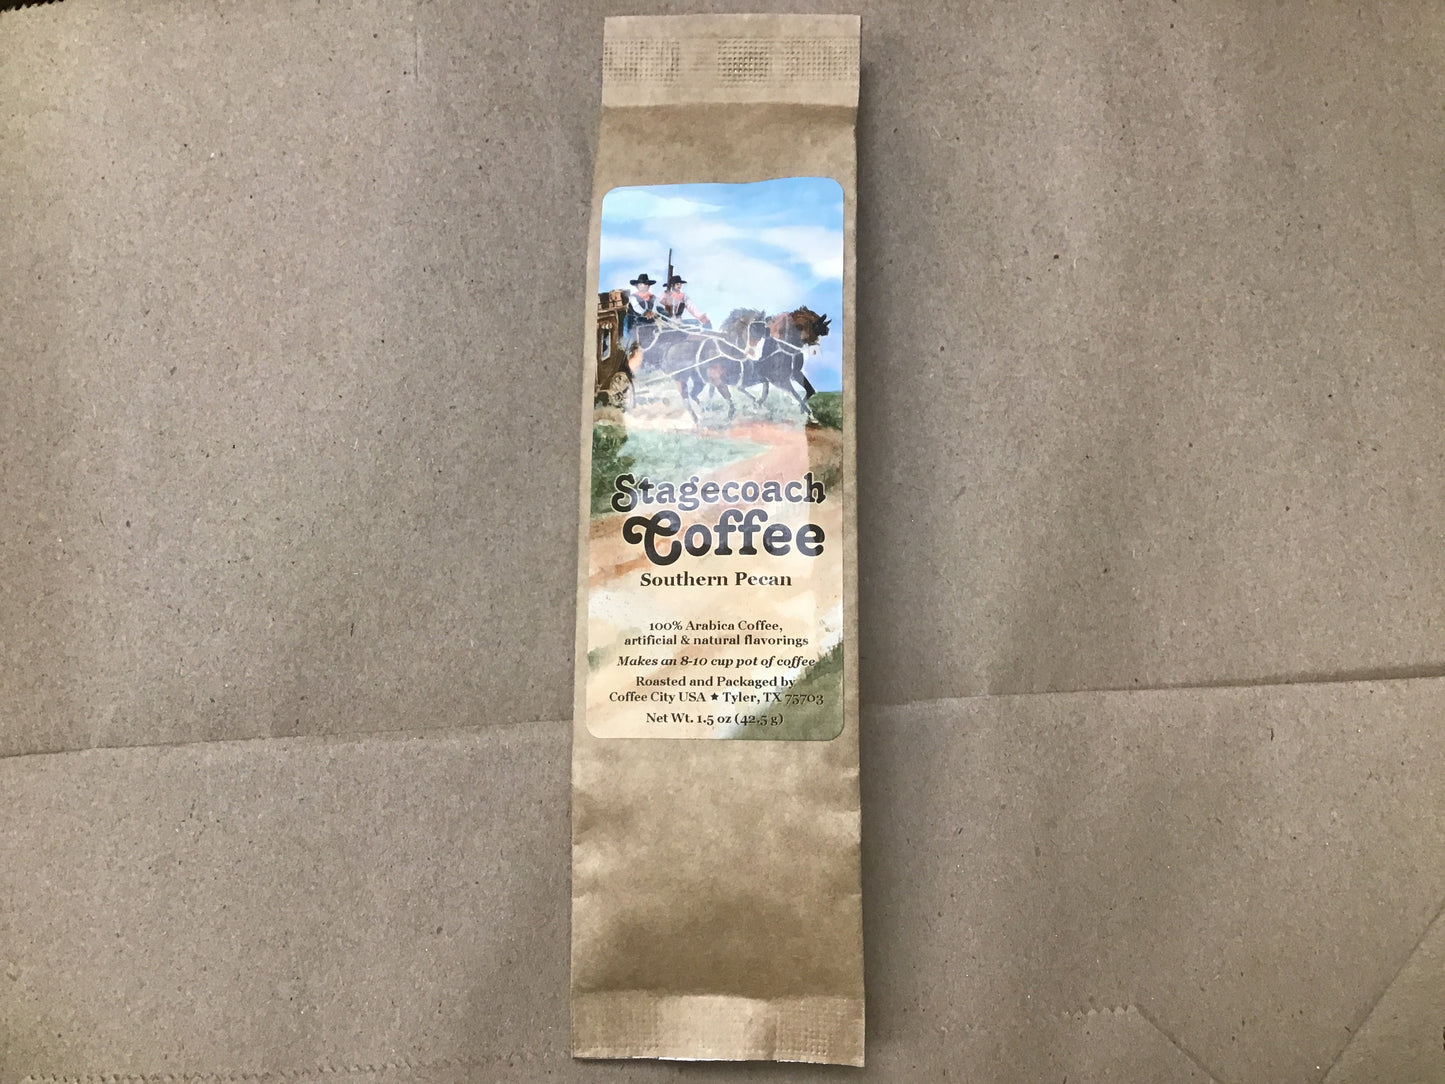 Stagecoach
Coffee
Southern Pecan
100% Arabica Coffee,
artificial & natural flavorings
Makes an 8-10 cup pot of coffee
Roasted and Packaged by
Coffee City USA ★ Tyler, TX 75703
Net Wt. 1.5 oz (42.5 g)